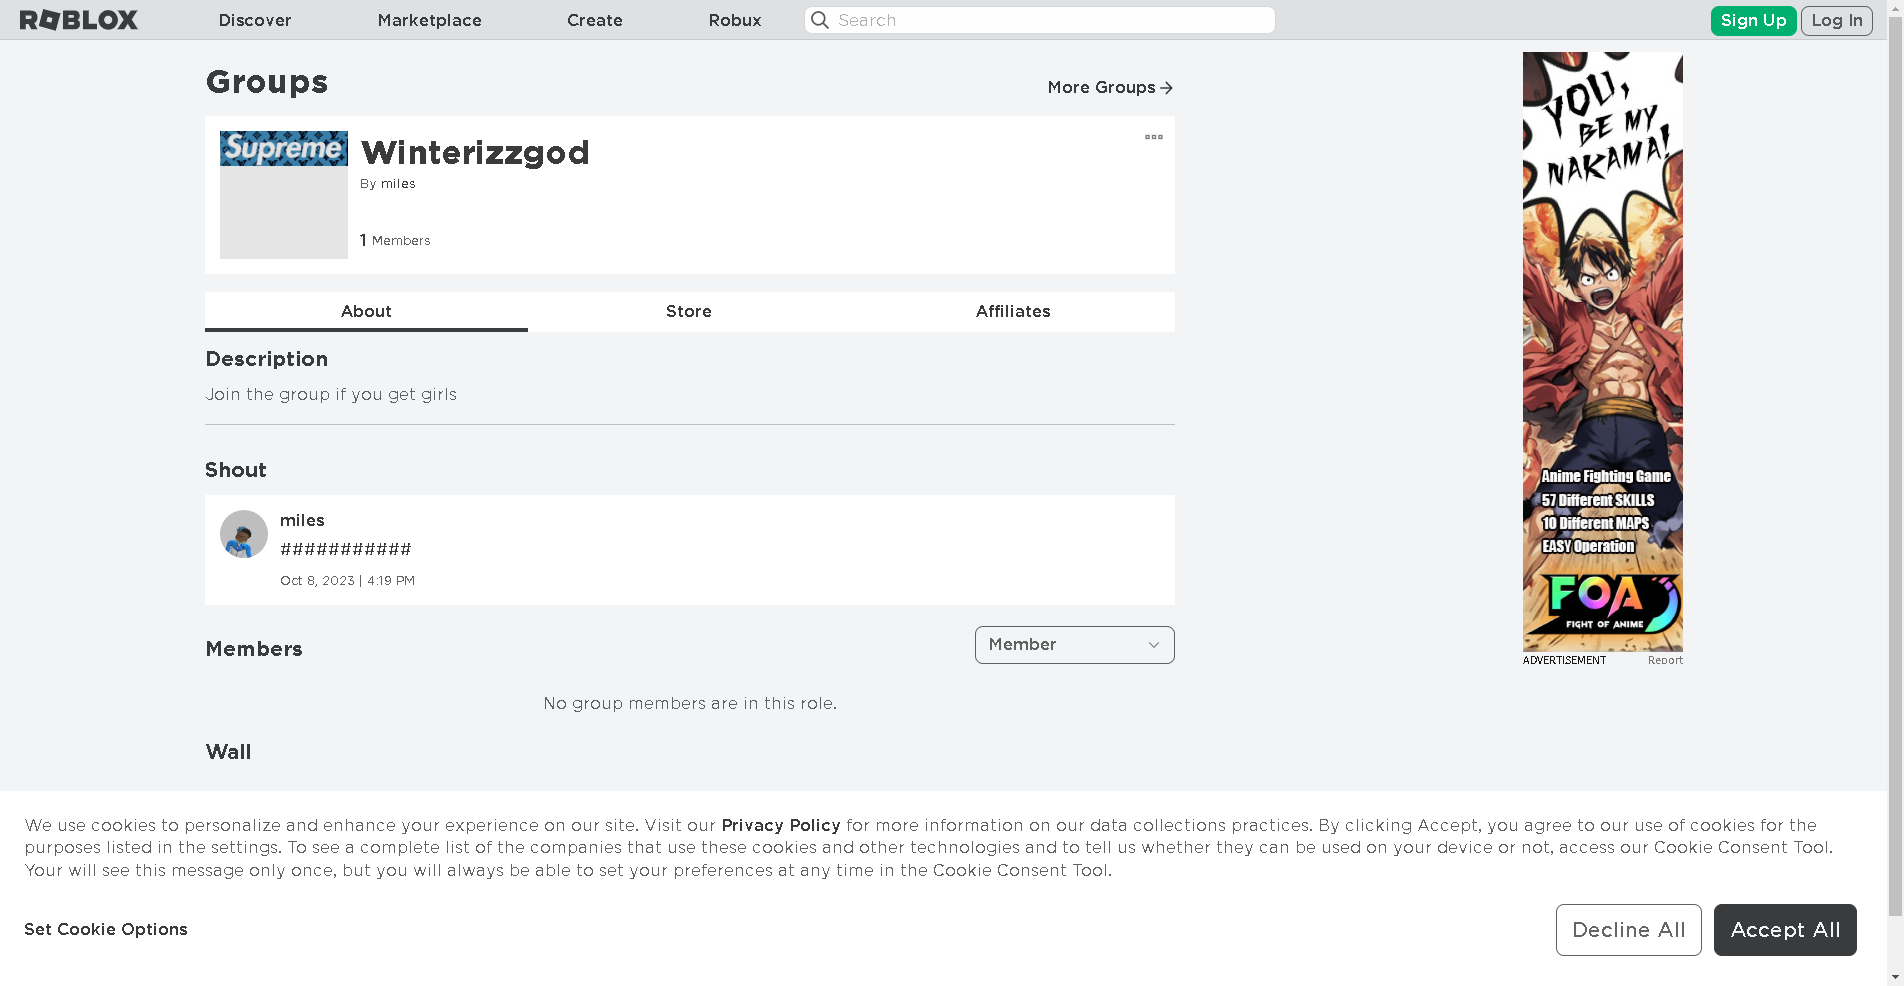 ROBLOX
Discover
Marketplace
Create
Robux
Search
Sign Up
Log In
Groups
More Groups
Supreme
Winterizzgod
By miles
1 Members
About
Store
Affiliates
Description
Join the group if you get girls
Shout
miles
###########
Oct 8, 2023 | 4:19 PM
Members
Member
No group members are in this role.
Wall
YOU,
BE MY
NAKAMA!
Anime Fighting Game
57 Different SKILLS
10 Different MAPS
EASY Operation
FOA
FIGHT OF ANIME
ADVERTISEMENT
Report
We use cookies to personalize and enhance your experience on our site. Visit our Privacy Policy for more information on our data collections practices. By clicking Accept, you agree to our use of cookies for the
purposes listed in the settings. To see a complete list of the companies that use these cookies and other technologies and to tell us whether they can be used on your device or not, access our Cookie Consent Tool.
Your will see this message only once, but you will always be able to set your preferences at any time in the Cookie Consent Tool.
Set Cookie Options
Decline All
Accept All